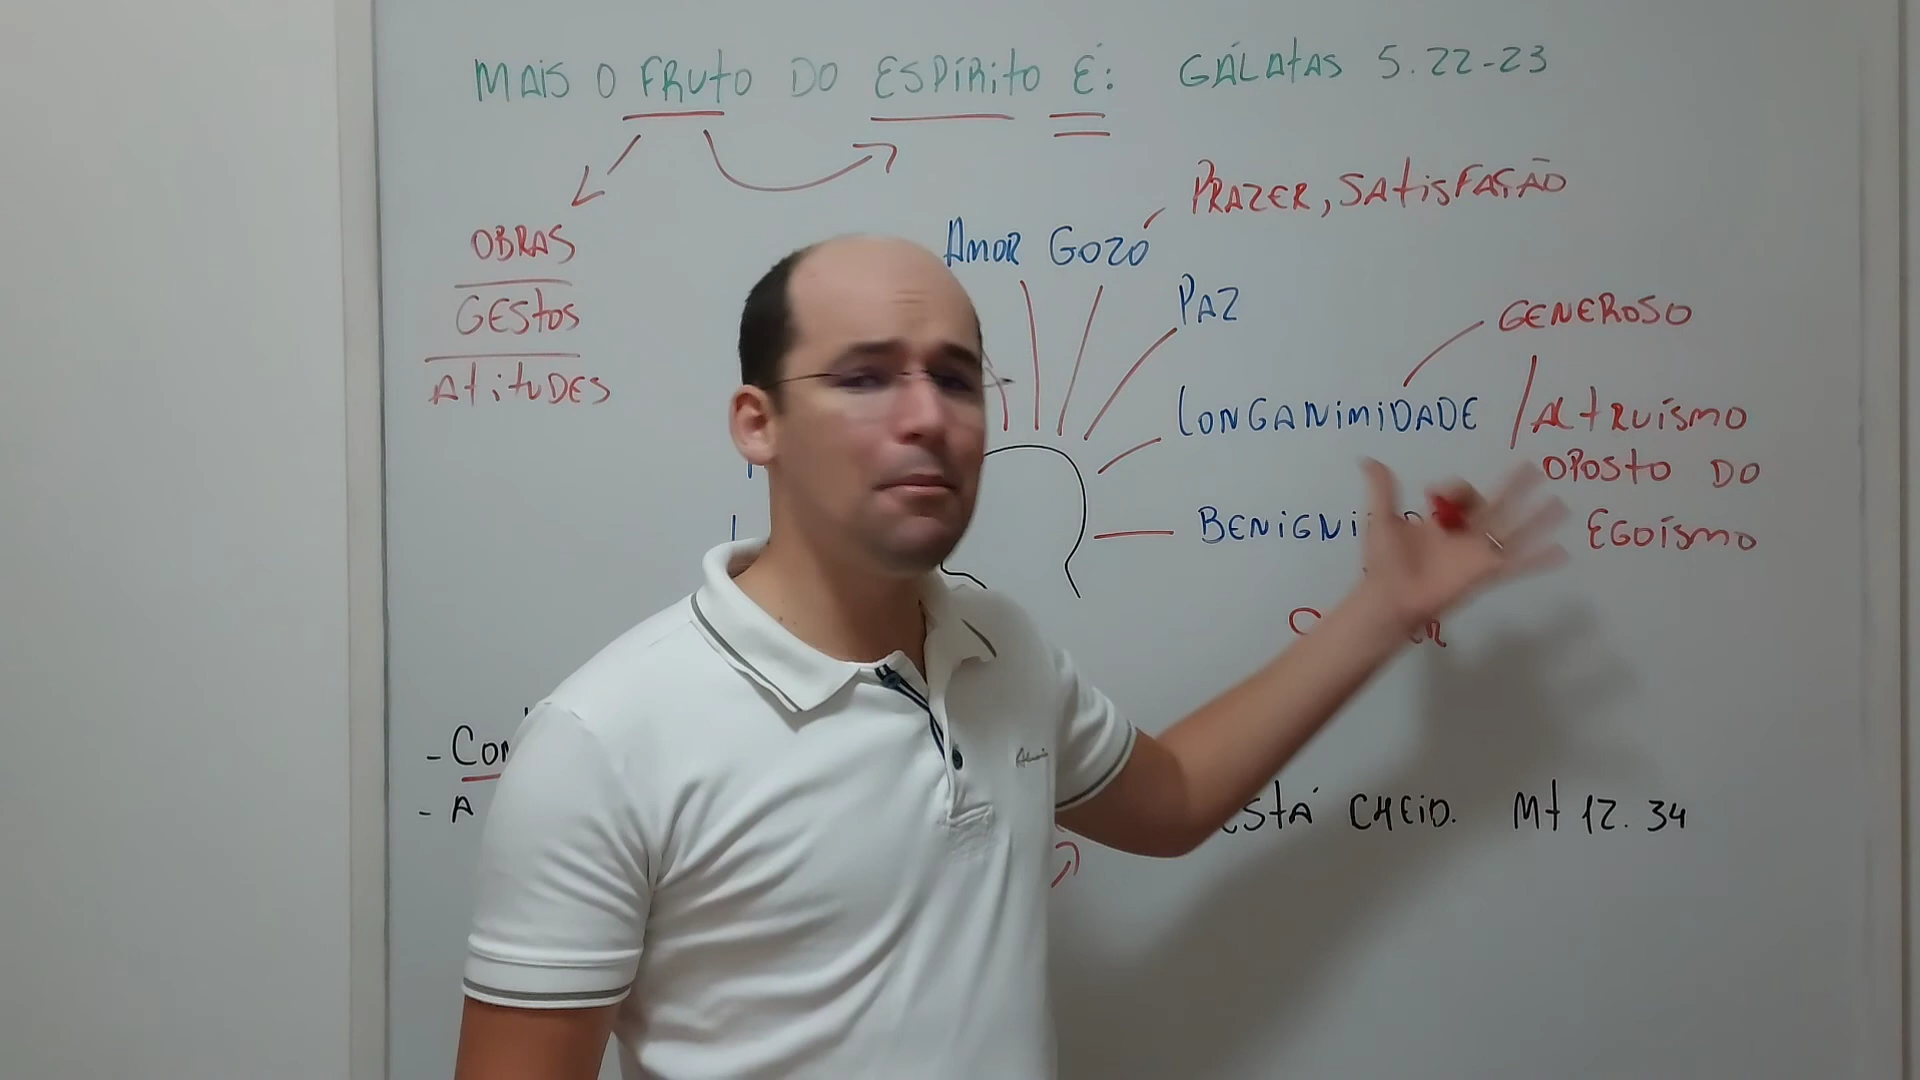 MAIS O FRUTO DO ESPÍRITO É: GÁLATAS 5.22-23
PRAZER, SATISFAÇÃO
OBRAS
AMOR GOZO
GESTOS
PAZ
GENEROSO
ATITUDES
LONGANIMIDADE
ALTRUÍSMO
OPOSTO DO
BENIGNI
EGOÍSMO
- CON
- A
ESTÁ CHEIO. Mt 12.34